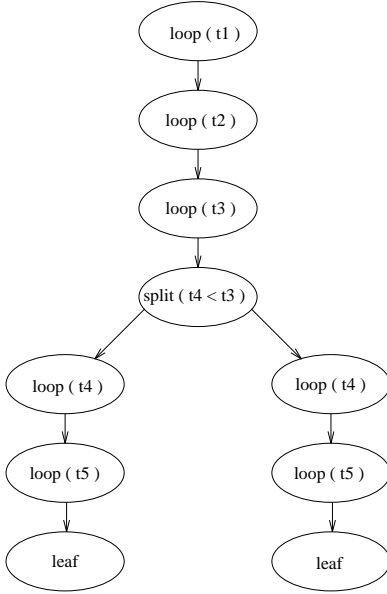 loop ( t1 )
loop ( t2 )
loop ( t3 )
split ( t4 < t3 )
loop ( t4 )
loop ( t4 )
loop ( t5 )
loop ( t5 )
leaf
leaf